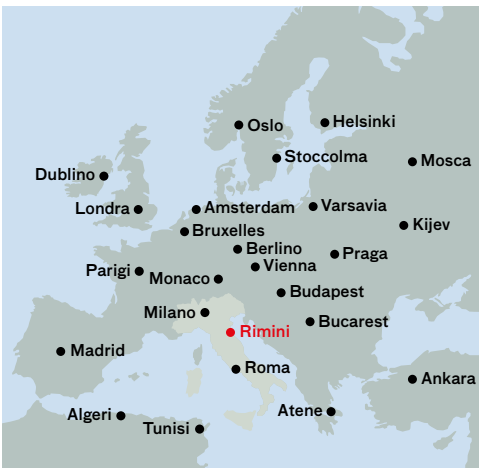 Oslo
Helsinki
Stoccolma
Mosca
Dublino
Londra
Amsterdam
Varsavia
Bruxelles
Kijev
Berlino
Praga
Vienna
Parigi
Monaco
Budapest
Milano
Bucarest
Rimini
Madrid
Roma
Ankara
Algeri
Atene
Tunisi